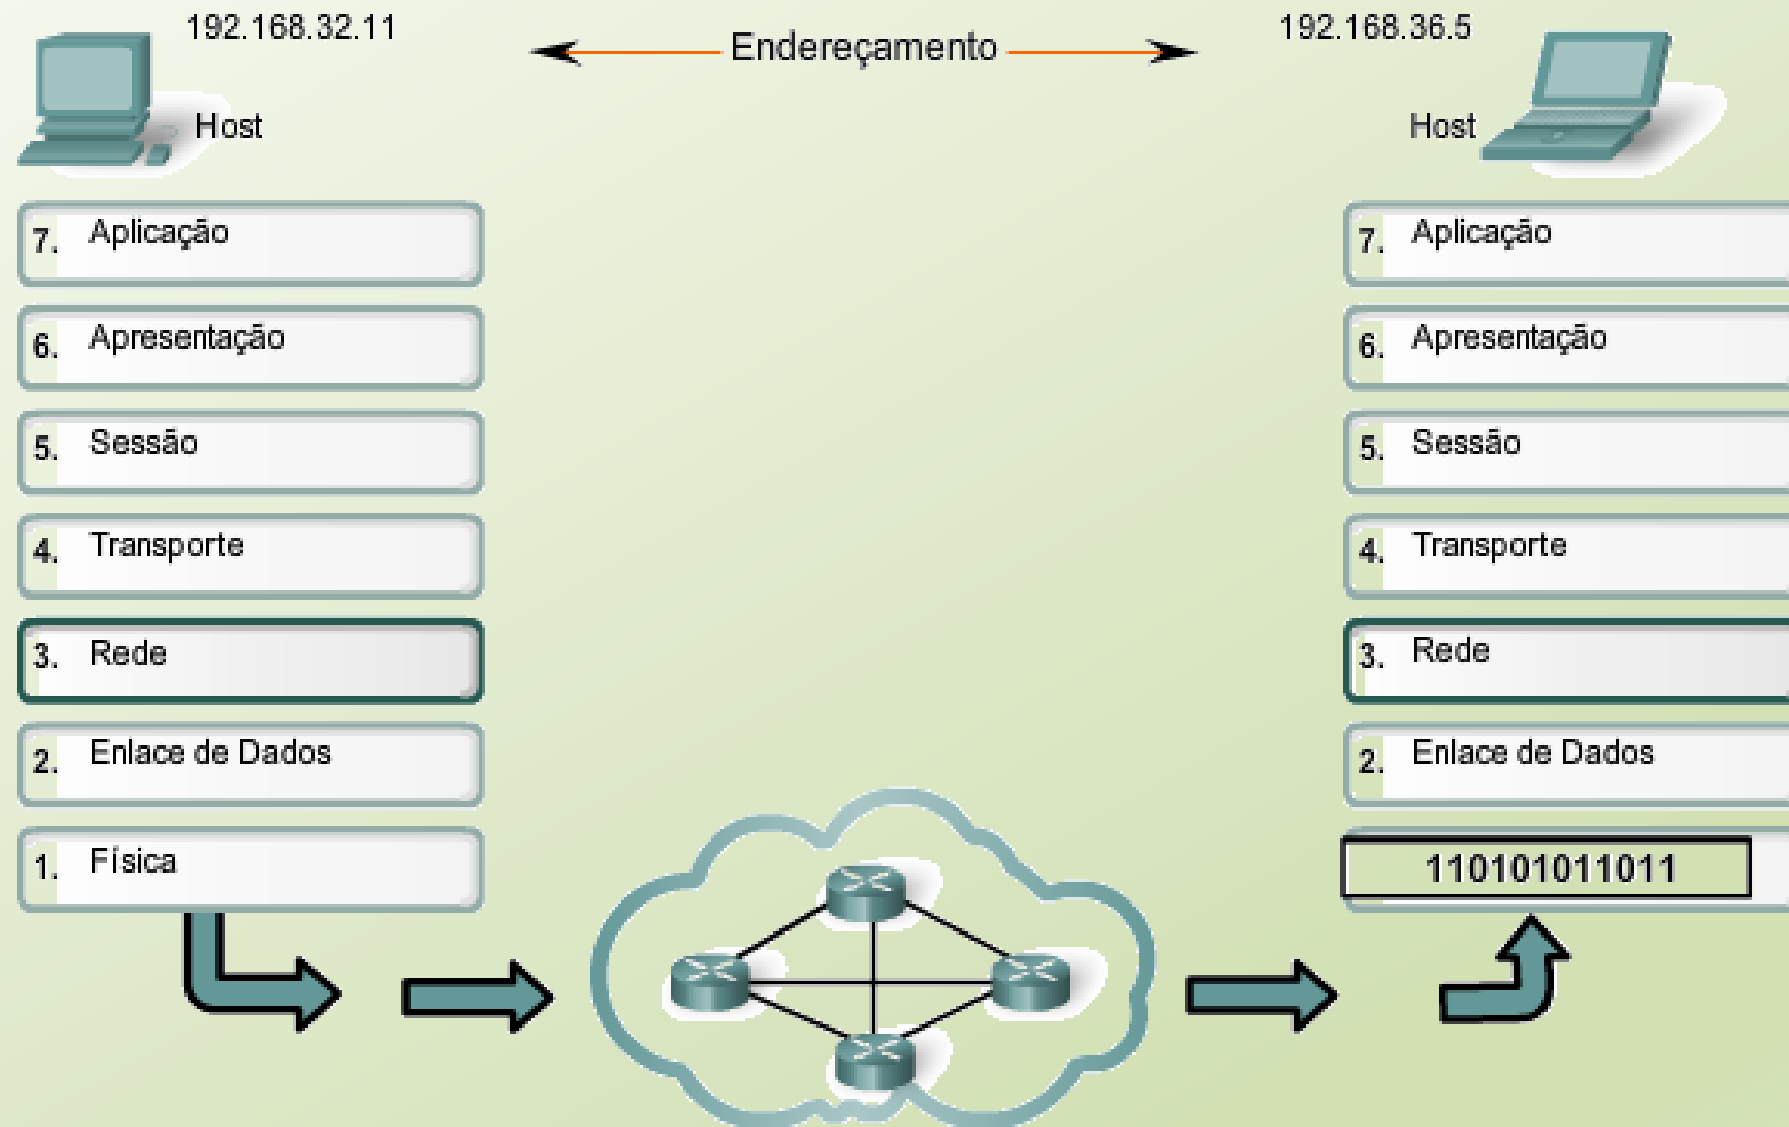 192.168.32.11
Endereçamento
192.168.36.5
Host
Host
7. Aplicação
6. Apresentação
5. Sessão
4. Transporte
3. Rede
2. Enlace de Dados
1. Física
7. Aplicação
6. Apresentação
5. Sessão
4. Transporte
3. Rede
2. Enlace de Dados
110101011011